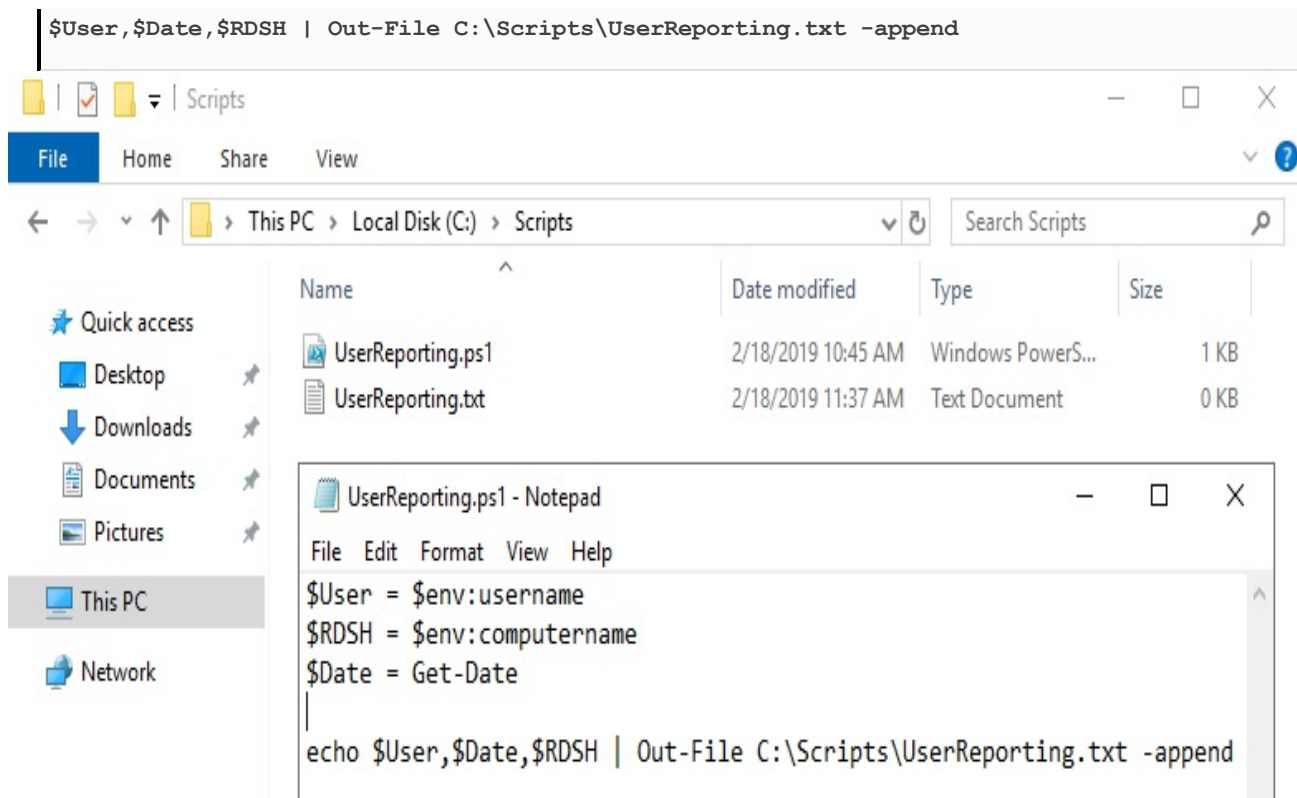 $User,$Date,$RDSH | Out-File C:\Scripts\UserReporting.txt -append
Scripts
File Home Share View
This PC > Local Disk (C:) > Scripts Search Scripts
Name Date modified Type Size
Quick access
UserReporting.ps1 2/18/2019 10:45 AM Windows PowerS... 1 KB
Desktop
UserReporting.txt 2/18/2019 11:37 AM Text Document 0 KB
Downloads
Documents
Pictures
This PC
Network
UserReporting.ps1 - Notepad
File Edit Format View Help
$User = $env:username
$RDSH = $env:computername
$Date = Get-Date
echo $User,$Date,$RDSH | Out-File C:\Scripts\UserReporting.txt -append